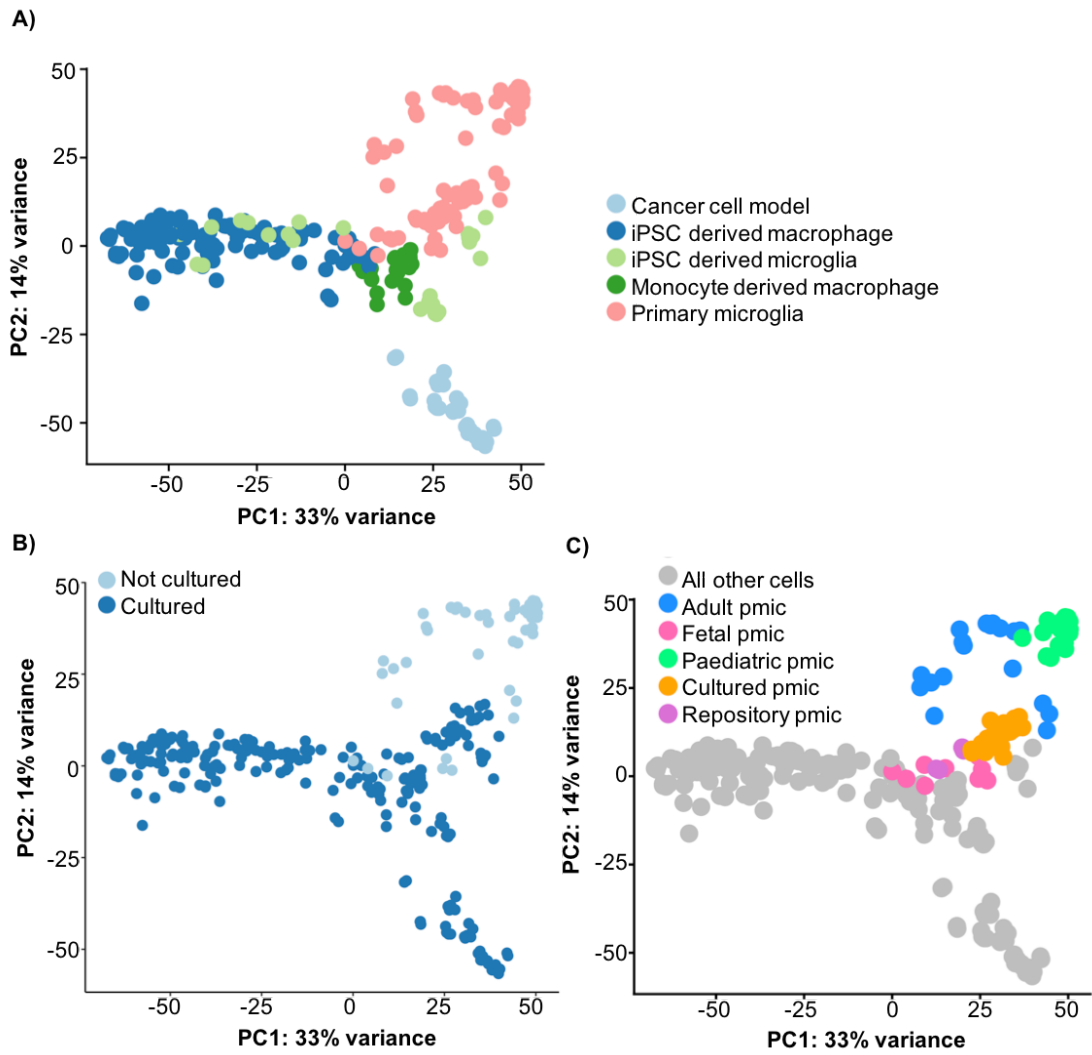 A)
50
25
0
-25
-50
PC2: 14% variance
-50
-25
0
25
50
PC1: 33% variance
Cancer cell model
iPSC derived macrophage
iPSC derived microglia
Monocyte derived macrophage
Primary microglia
B)
Not cultured
Cultured
50
25
0
-25
-50
PC2: 14% variance
-50
-25
0
25
50
PC1: 33% variance
C)
All other cells
Adult pmic
Fetal pmic
Paediatric pmic
Cultured pmic
Repository pmic
50
25
0
-25
-50
PC2: 14% variance
-50
-25
0
25
50
PC1: 33% variance